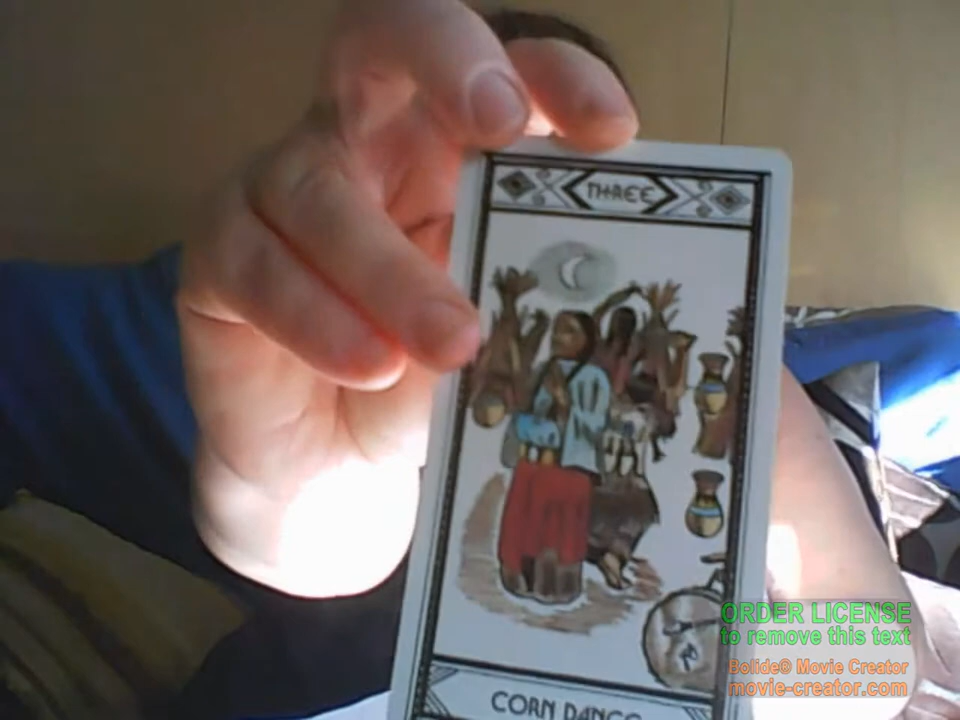 THREE
CORN DANCE
ORDER LICENSE
to remove this text
Bolide® Movie Creator
movie-creator.com